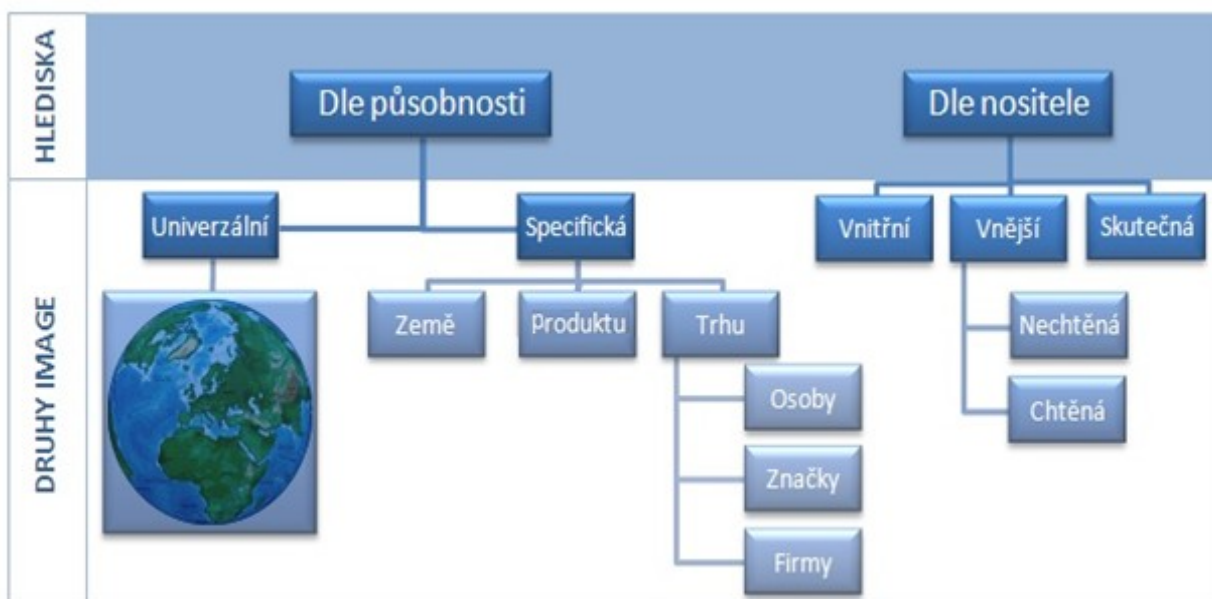 HLEDISKA
Dle působnosti
Dle nositele
DRUHY IMAGE
Univerzální
Specifická
Vnitřní
Vnější
Skutečná
Země
produktu
Trhu
Nechtěná
Osoby
Chtěná
Značky
Firmy